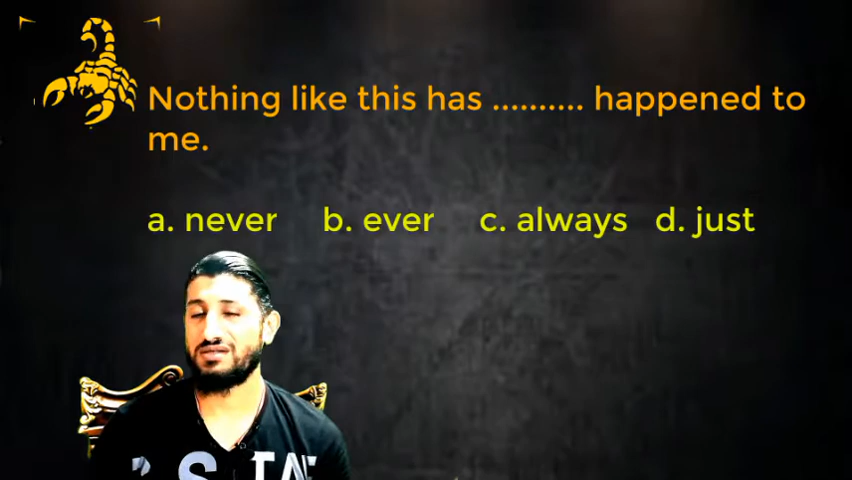 Nothing like this has .......... happened to
me.
a. never b. ever c. always d. just